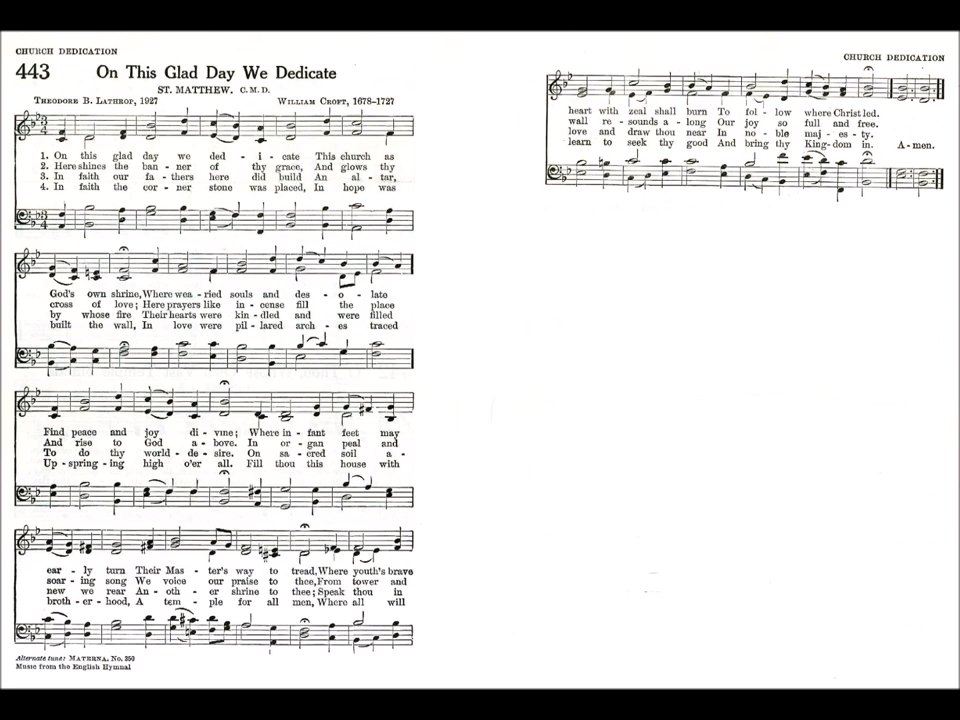 CHURCH DEDICATION
443 On This Glad Day We Dedicate
ST. MATTHEW. C. M. D.
THEODORE B. LATHROP, 1927 WILLIAM CROFT, 1678-1727
1. On this glad day we ded - i - cate This church as
2. Here shines the ban - ner of thy grace, And glows thy
3. In faith our fa - thers here did build An al - tar,
4. In faith the cor - ner stone was placed, In hope was
God's own shrine, Where wea - ried souls and des - o - late
cross of love; Here prayers like in - cense fill the place
by whose fire Their hearts were kin - dled and were filled
built the wall, In love were pil - lared arch - es traced
Find peace and joy di - vine; Where in - fant feet may
And rise to God a - bove. In or - gan peal and
To do thy world - de - sire. On sa - cred soil a -
Up - spring - ing high o'er all. Fill thou this house with
ear - ly turn Their Mas - ter's way to tread, Where youth's brave
soar - ing song We voice our praise to thee, From tower and
new we rear An - oth - er shrine to thee; Speak thou in
broth - er - hood, A tem - ple for all men, Where all will
Alternate tune: MATERNA, No. 250
Music from the English Hymnal
CHURCH DEDICATION
heart with zeal shall burn To fol - low where Christ led.
wall re - sounds a - long Our joy so full and free.
love and draw thou near In no - ble maj - es - ty.
learn to seek thy good And bring thy King - dom in. A - men.